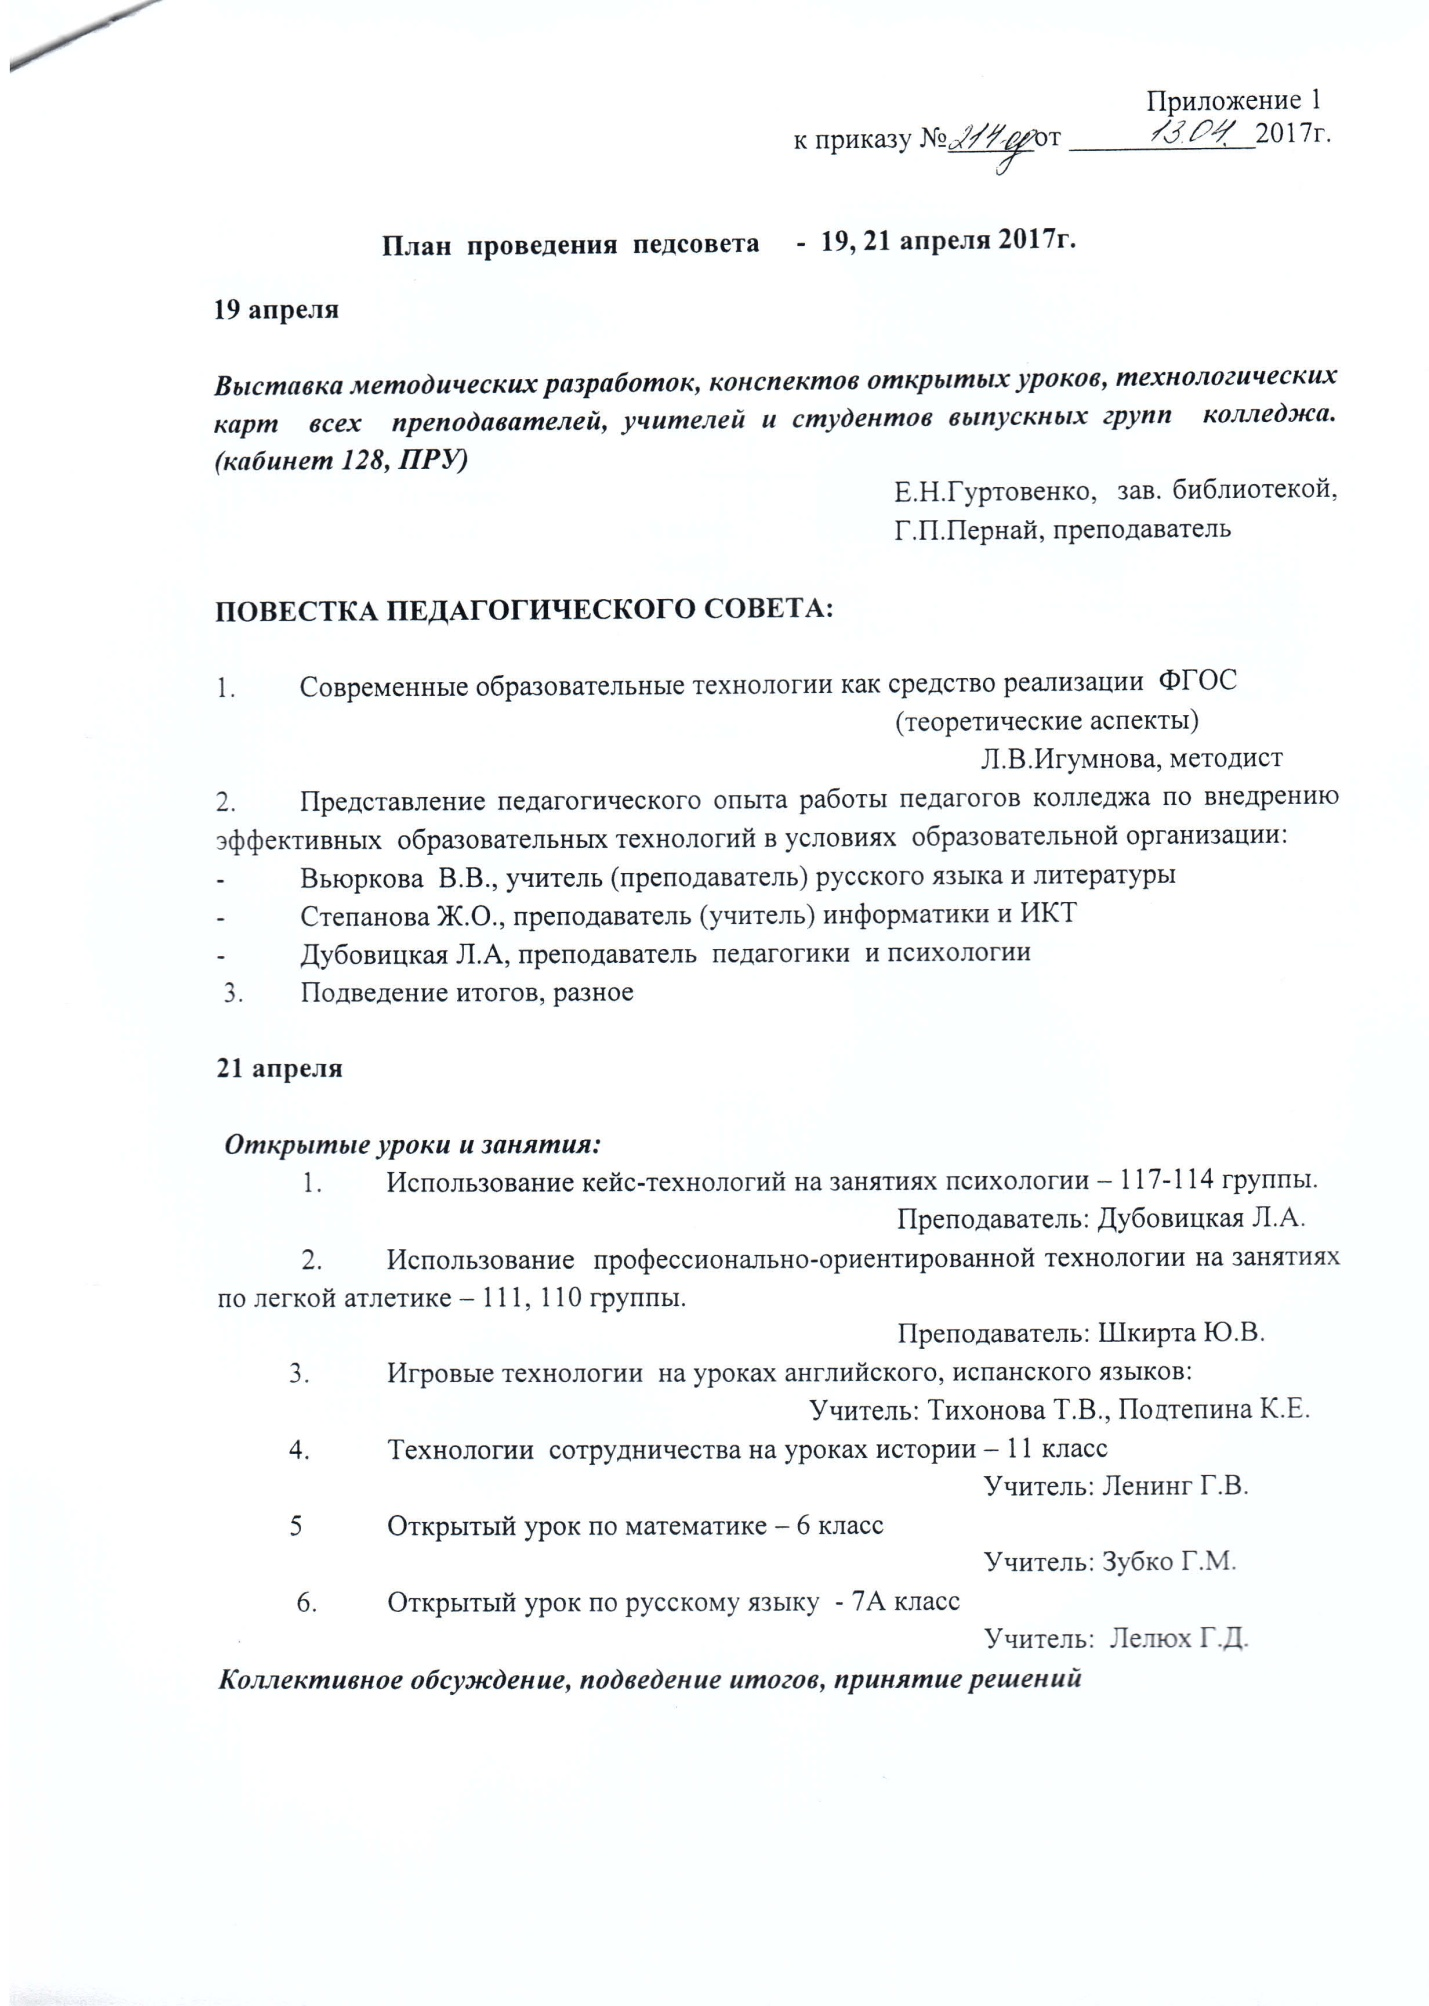 Приложение 1
к приказу № 214-од от 13.04. 2017г.
План проведения педсовета - 19, 21 апреля 2017г.
19 апреля
Выставка методических разработок, конспектов открытых уроков, технологических
карт всех преподавателей, учителей и студентов выпускных групп колледжа.
(кабинет 128, ПРУ)
Е.Н.Гуртовенко, зав. библиотекой,
Г.П.Пернай, преподаватель
ПОВЕСТКА ПЕДАГОГИЧЕСКОГО СОВЕТА:
1. Современные образовательные технологии как средство реализации ФГОС
(теоретические аспекты)
Л.В.Игумнова, методист
2. Представление педагогического опыта работы педагогов колледжа по внедрению
эффективных образовательных технологий в условиях образовательной организации:
- Вьюркова В.В., учитель (преподаватель) русского языка и литературы
- Степанова Ж.О., преподаватель (учитель) информатики и ИКТ
- Дубовицкая Л.А, преподаватель педагогики и психологии
3. Подведение итогов, разное
21 апреля
Открытые уроки и занятия:
1. Использование кейс-технологий на занятиях психологии – 117-114 группы.
Преподаватель: Дубовицкая Л.А.
2. Использование профессионально-ориентированной технологии на занятиях
по легкой атлетике – 111, 110 группы.
Преподаватель: Шкирта Ю.В.
3. Игровые технологии на уроках английского, испанского языков:
Учитель: Тихонова Т.В., Подтепина К.Е.
4. Технологии сотрудничества на уроках истории – 11 класс
Учитель: Ленинг Г.В.
5 Открытый урок по математике – 6 класс
Учитель: Зубко Г.М.
6. Открытый урок по русскому языку - 7А класс
Учитель: Лелюх Г.Д.
Коллективное обсуждение, подведение итогов, принятие решений